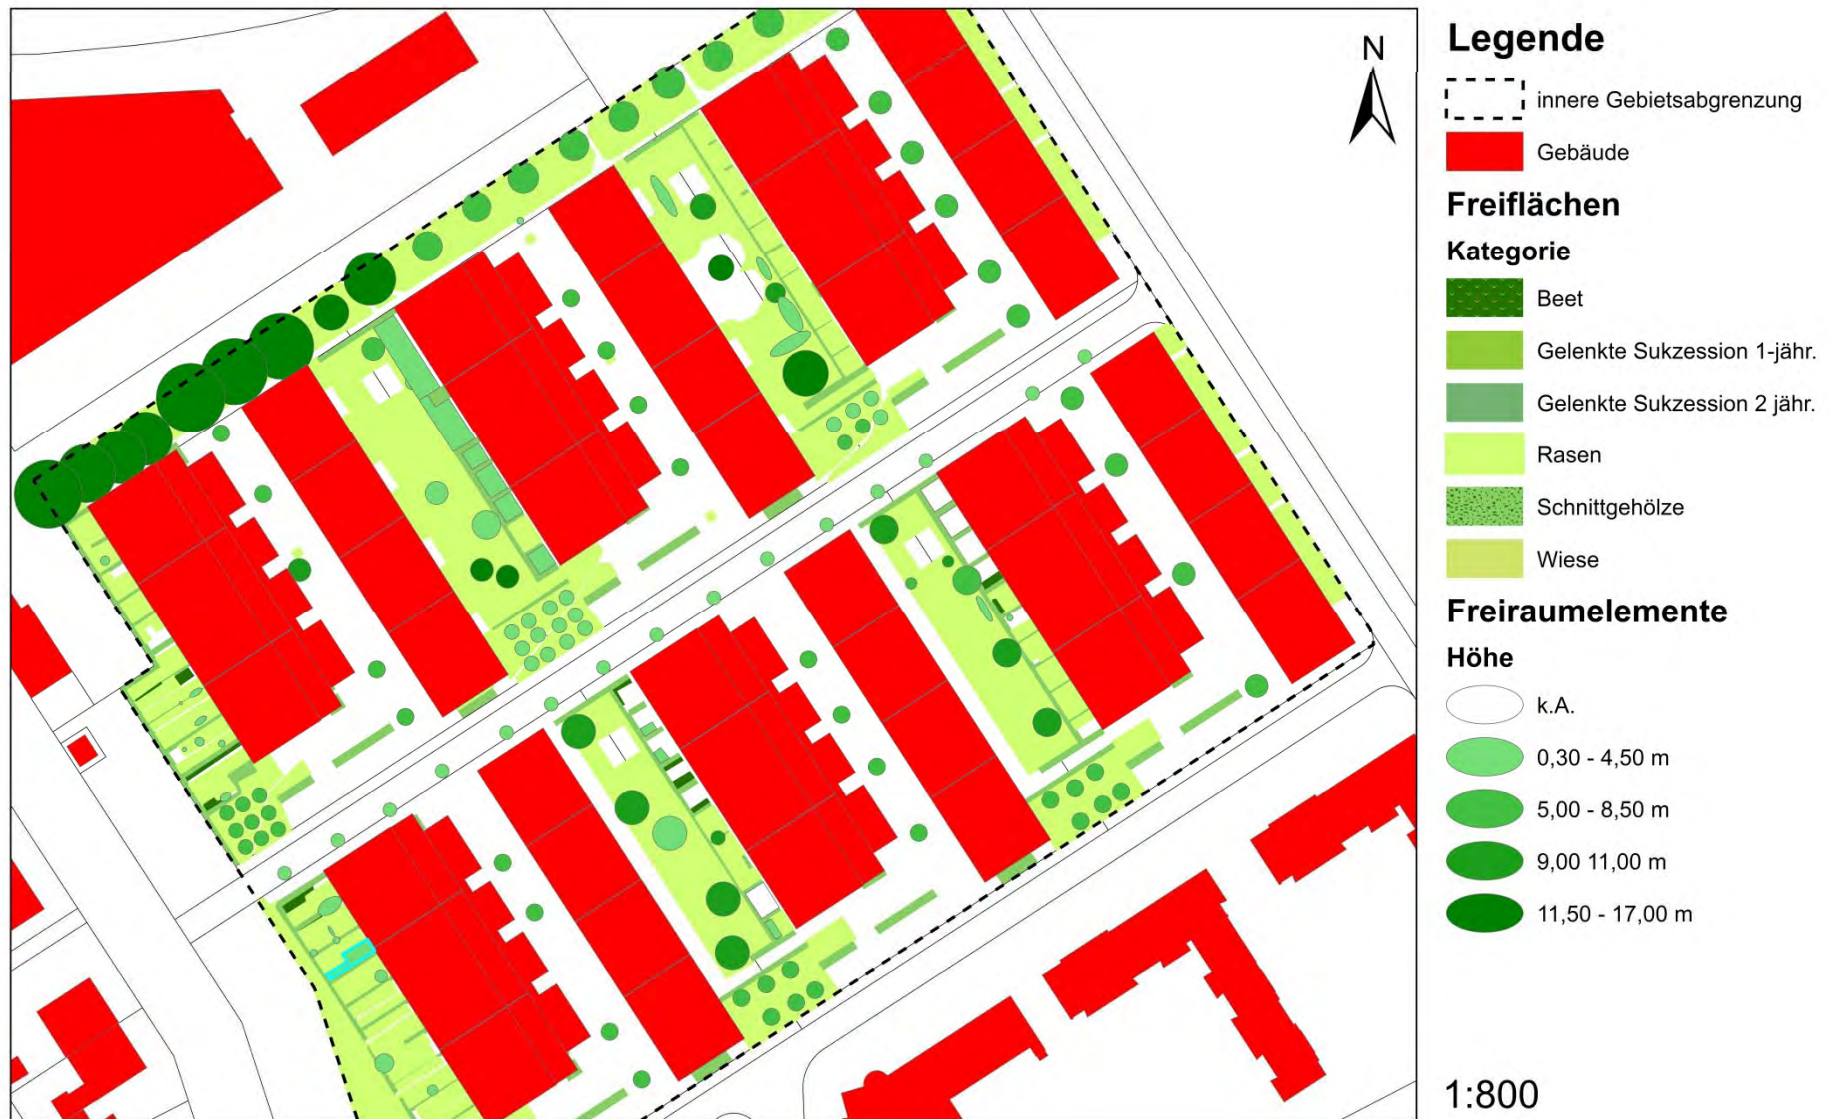 N
Legende
innere Gebietsabgrenzung
Gebäude
Freiflächen
Kategorie
Beet
Gelenkte Sukzession 1-jähr.
Gelenkte Sukzession 2 jähr.
Rasen
Schnittgehölze
Wiese
Freiraumelemente
Höhe
k.A.
0,30 - 4,50 m
5,00 - 8,50 m
9,00 11,00 m
11,50 - 17,00 m
1:800